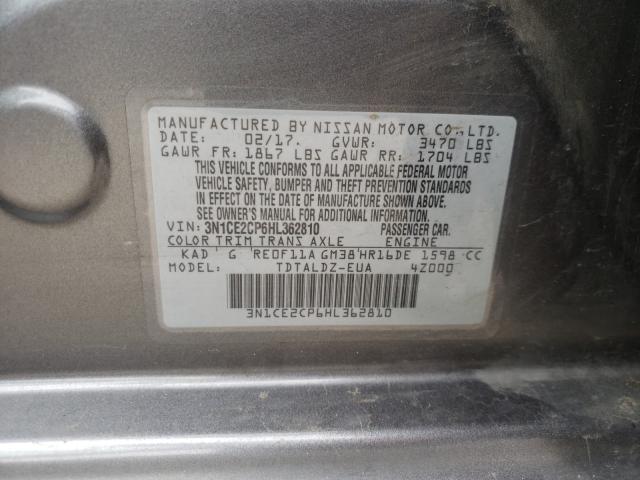 MANUFACTURED BY NISSAN MOTOR CO.,LTD.
DATE: 02/17. GVWR: 3470 LBS
GAWR FR: 1867 LBS GAWR RR: 1704 LBS
THIS VEHICLE CONFORMS TO ALL APPLICABLE FEDERAL MOTOR
VEHICLE SAFETY, BUMPER AND THEFT PREVENTION STANDARDS
IN EFFECT ON THE DATE OF MANUFACTURE SHOWN ABOVE.
SEE OWNER'S MANUAL FOR ADDITIONAL INFORMATION.
VIN: 3N1CE2CP6HL362810 PASSENGER CAR.
COLOR TRIM TRANS AXLE ENGINE
KAD G RE0F11A GM38 HR16DE 1598 CC
MODEL: TDTALDZ-EUA 4Z000
3N1CE2CP6HL362810